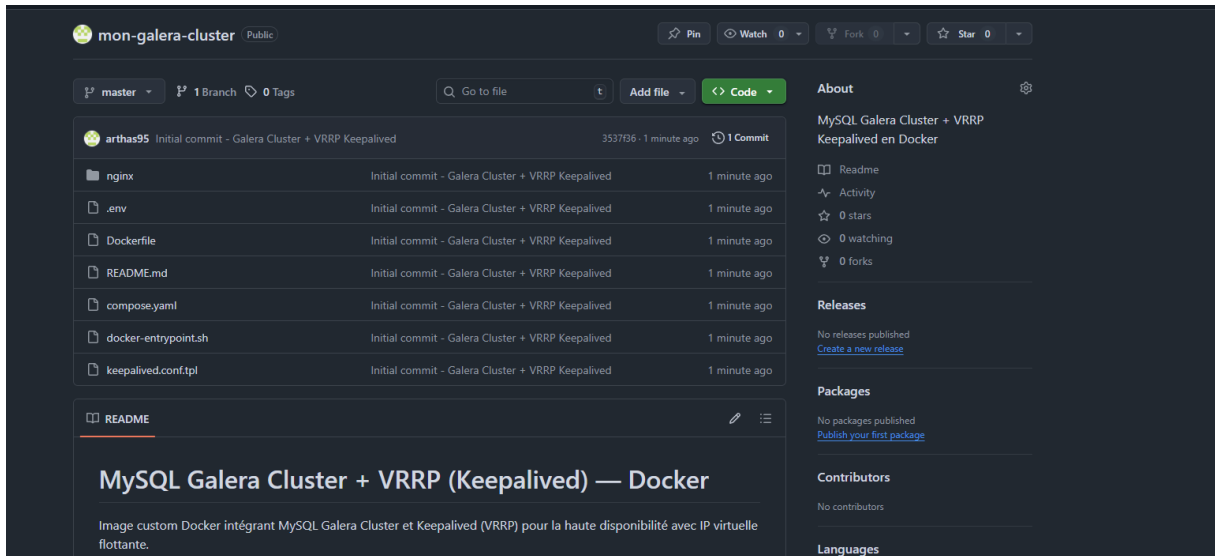 mon-galera-cluster Public
Pin
Watch 0
Fork 0
Star 0
master
1 Branch
0 Tags
Go to file t
Add file
<> Code
arthas95 Initial commit - Galera Cluster + VRRP Keepalived 3537f36 · 1 minute ago 1 Commit
nginx Initial commit - Galera Cluster + VRRP Keepalived 1 minute ago
.env Initial commit - Galera Cluster + VRRP Keepalived 1 minute ago
Dockerfile Initial commit - Galera Cluster + VRRP Keepalived 1 minute ago
README.md Initial commit - Galera Cluster + VRRP Keepalived 1 minute ago
compose.yaml Initial commit - Galera Cluster + VRRP Keepalived 1 minute ago
docker-entrypoint.sh Initial commit - Galera Cluster + VRRP Keepalived 1 minute ago
keepalived.conf.tpl Initial commit - Galera Cluster + VRRP Keepalived 1 minute ago
README
MySQL Galera Cluster + VRRP (Keepalived) — Docker
Image custom Docker intégrant MySQL Galera Cluster et Keepalived (VRRP) pour la haute disponibilité avec IP virtuelle
flottante.
About
MySQL Galera Cluster + VRRP
Keepalived en Docker
Readme
Activity
0 stars
0 watching
0 forks
Releases
No releases published
Create a new release
Packages
No packages published
Publish your first package
Contributors
No contributors
Languages